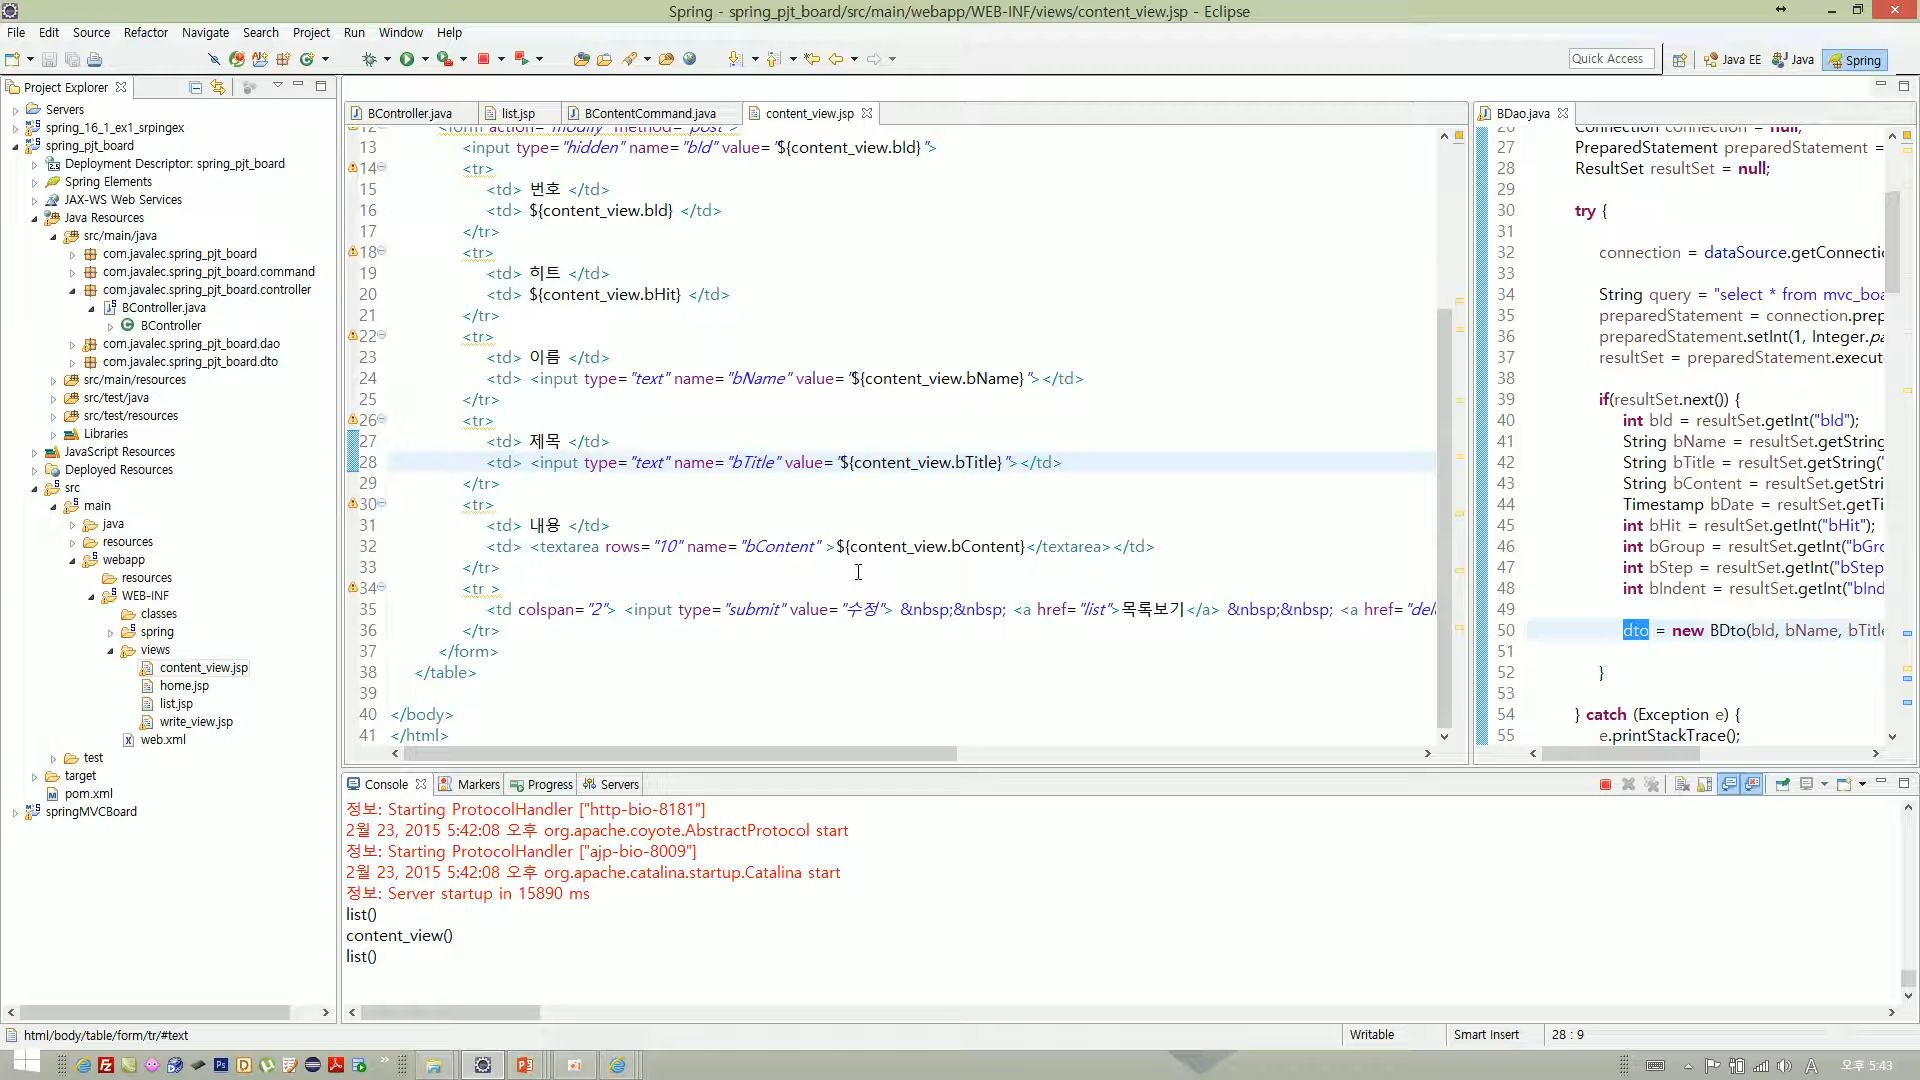 Spring - spring_pjt_board/src/main/webapp/WEB-INF/views/content_view.jsp - Eclipse
File Edit Source Refactor Navigate Search Project Run Window Help
Quick Access
Java EE
Java
Spring
Project Explorer
Servers
spring_16_1_ex1_srpingex
spring_pjt_board
Deployment Descriptor: spring_pjt_board
Spring Elements
JAX-WS Web Services
Java Resources
src/main/java
com.javalec.spring_pjt_board
com.javalec.spring_pjt_board.command
com.javalec.spring_pjt_board.controller
BController.java
BController
com.javalec.spring_pjt_board.dao
com.javalec.spring_pjt_board.dto
src/main/resources
src/test/java
src/test/resources
Libraries
JavaScript Resources
Deployed Resources
src
main
java
resources
webapp
resources
WEB-INF
classes
spring
views
content_view.jsp
home.jsp
list.jsp
write_view.jsp
web.xml
test
target
pom.xml
springMVCBoard
BController.java list.jsp BContentCommand.java content_view.jsp
12 <form action="modify" method="post">
13 <input type="hidden" name="bId" value="${content_view.bId}">
14 <tr>
15 <td> 번호 </td>
16 <td> ${content_view.bId} </td>
17 </tr>
18 <tr>
19 <td> 히트 </td>
20 <td> ${content_view.bHit} </td>
21 </tr>
22 <tr>
23 <td> 이름 </td>
24 <td> <input type="text" name="bName" value="${content_view.bName}"></td>
25 </tr>
26 <tr>
27 <td> 제목 </td>
28 <td> <input type="text" name="bTitle" value="${content_view.bTitle}"></td>
29 </tr>
30 <tr>
31 <td> 내용 </td>
32 <td> <textarea rows="10" name="bContent" >${content_view.bContent}</textarea></td>
33 </tr>
34 <tr >
35 <td colspan="2"> <input type="submit" value="수정"> &nbsp;&nbsp; <a href="list">목록보기</a> &nbsp;&nbsp; <a href="del
36 </tr>
37 </form>
38 </table>
39
40 </body>
41 </html>
BDao.java
26 Connection connection = null;
27 PreparedStatement preparedStatement =
28 ResultSet resultSet = null;
29
30 try {
31
32 connection = dataSource.getConnecti
33
34 String query = "select * from mvc_boa
35 preparedStatement = connection.prep
36 preparedStatement.setInt(1, Integer.pa
37 resultSet = preparedStatement.execut
38
39 if(resultSet.next()) {
40 int bId = resultSet.getInt("bId");
41 String bName = resultSet.getString
42 String bTitle = resultSet.getString("
43 String bContent = resultSet.getStri
44 Timestamp bDate = resultSet.getTi
45 int bHit = resultSet.getInt("bHit");
46 int bGroup = resultSet.getInt("bGro
47 int bStep = resultSet.getInt("bStep
48 int bIndent = resultSet.getInt("bInd
49
50 dto = new BDto(bId, bName, bTitle
51
52 }
53
54 } catch (Exception e) {
55 e.printStackTrace();
Console Markers Progress Servers
정보: Starting ProtocolHandler ["http-bio-8181"]
2월 23, 2015 5:42:08 오후 org.apache.coyote.AbstractProtocol start
정보: Starting ProtocolHandler ["ajp-bio-8009"]
2월 23, 2015 5:42:08 오후 org.apache.catalina.startup.Catalina start
정보: Server startup in 15890 ms
list()
content_view()
list()
html/body/table/form/tr/#text
Writable
Smart Insert
28 : 9
A
오후 5:43